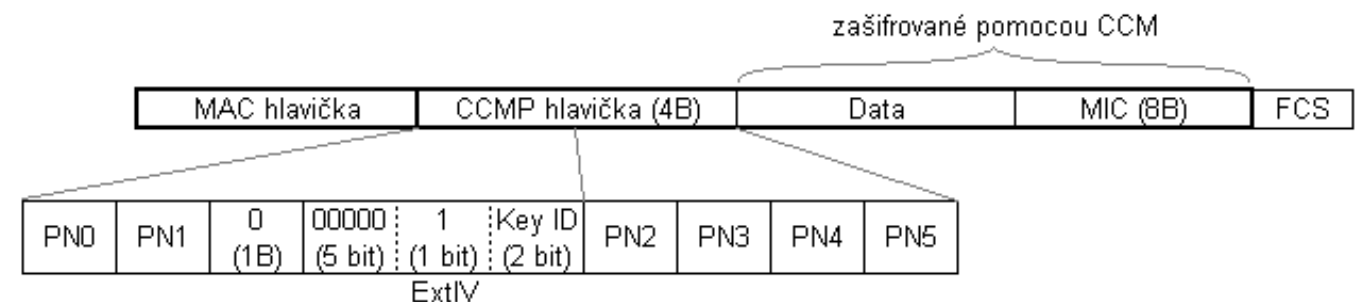 zašifrované pomocou CCM
MAC hlavička CCMP hlavička (4B) Data MIC (8B) FCS
PN0 PN1 0 (1B) 00000 (5 bit) 1 (1 bit) Key ID (2 bit) PN2 PN3 PN4 PN5
ExtIV